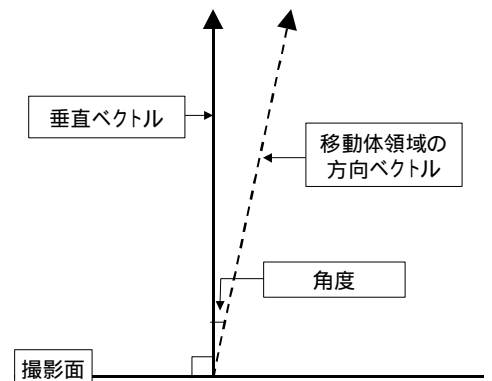 垂直ベクトル
移動体領域の
方向ベクトル
角度
撮影面